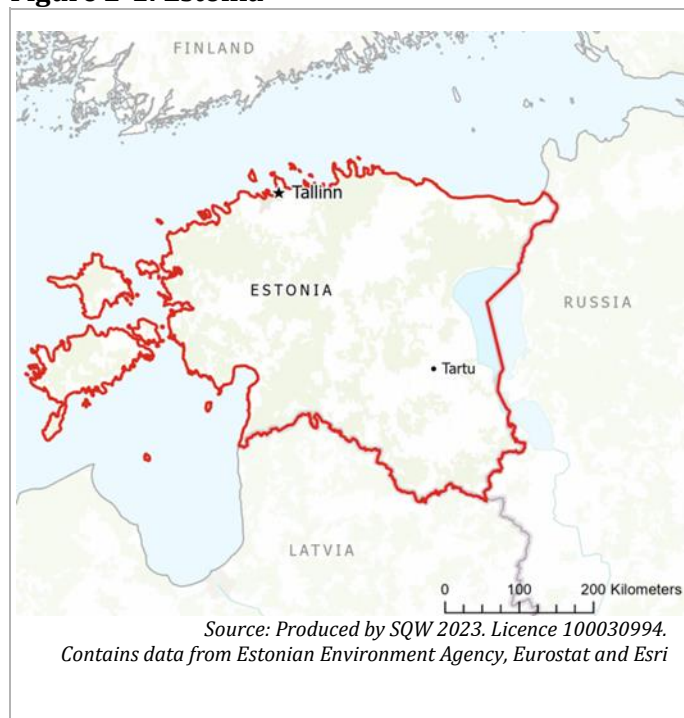 FINLAND
Tallinn
ESTONIA
RUSSIA
Tartu
LATVIA
0 100 200 Kilometers
Source: Produced by SQW 2023. Licence 100030994.
Contains data from Estonian Environment Agency, Eurostat and Esri